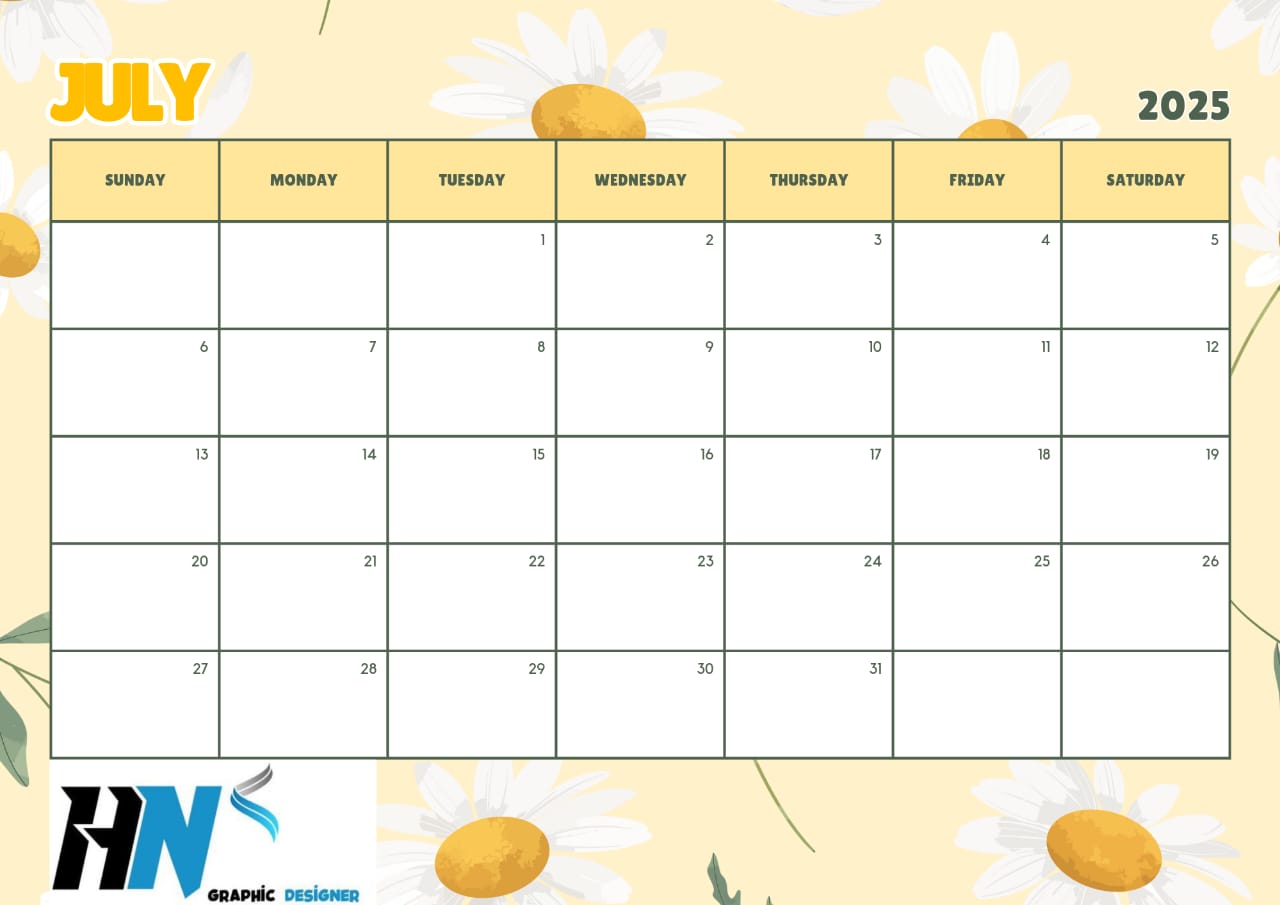 JULY
2025
SUNDAY MONDAY TUESDAY WEDNESDAY THURSDAY FRIDAY SATURDAY
1 2 3 4 5
6 7 8 9 10 11 12
13 14 15 16 17 18 19
20 21 22 23 24 25 26
27 28 29 30 31
HN
GRAPHIC DESIGNER